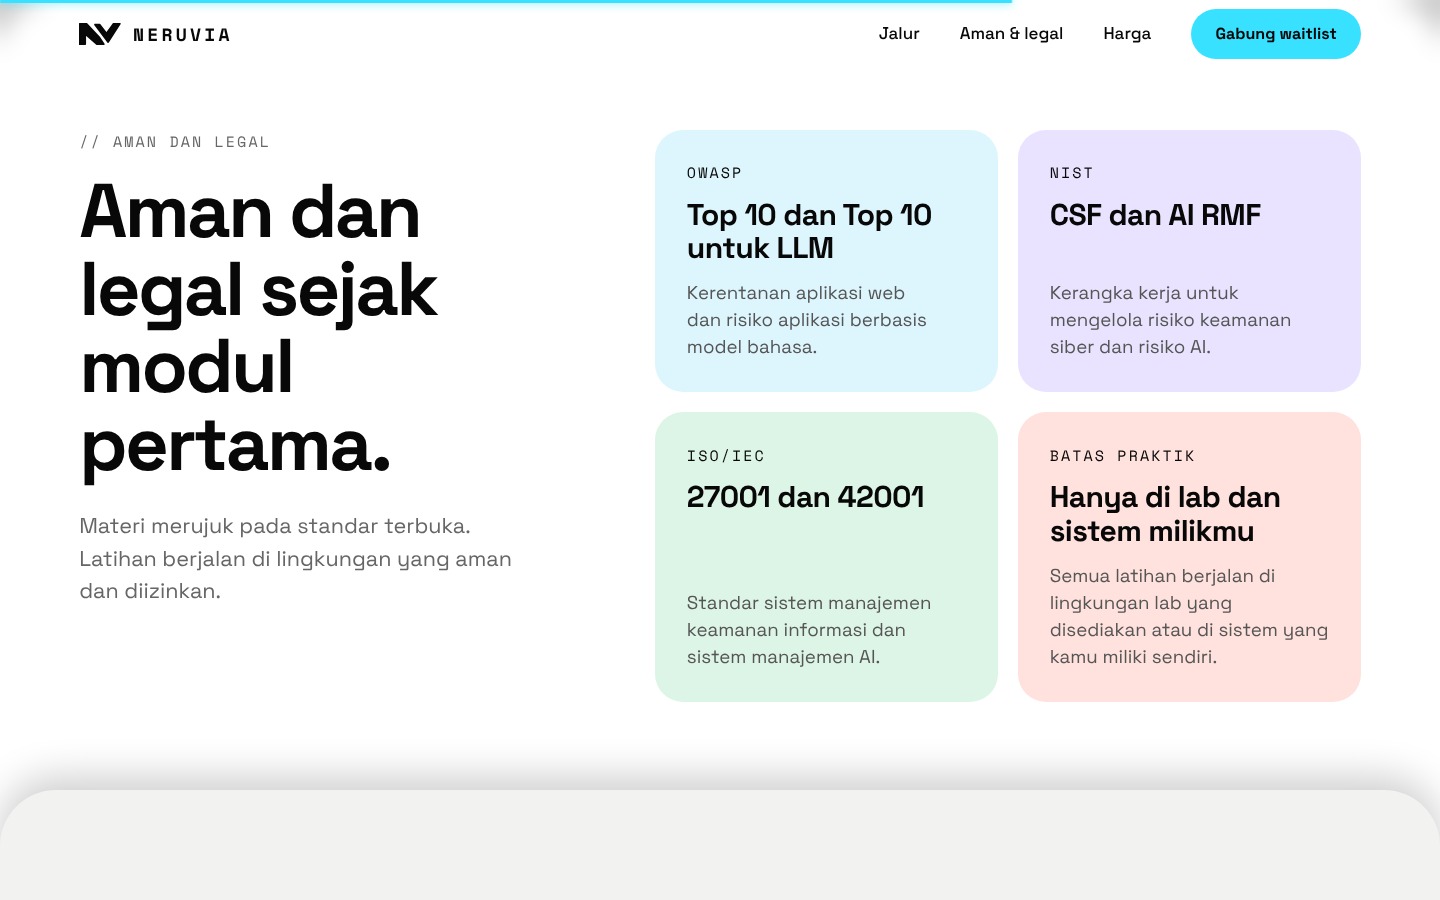 NERUVIA
Jalur
Aman & legal
Harga
Gabung waitlist
// AMAN DAN LEGAL
Aman dan
legal sejak
modul
pertama.
Materi merujuk pada standar terbuka.
Latihan berjalan di lingkungan yang aman
dan diizinkan.
OWASP
Top 10 dan Top 10
untuk LLM
Kerentanan aplikasi web
dan risiko aplikasi berbasis
model bahasa.
NIST
CSF dan AI RMF
Kerangka kerja untuk
mengelola risiko keamanan
siber dan risiko AI.
ISO/IEC
27001 dan 42001
Standar sistem manajemen
keamanan informasi dan
sistem manajemen AI.
BATAS PRAKTIK
Hanya di lab dan
sistem milikmu
Semua latihan berjalan di
lingkungan lab yang
disediakan atau di sistem yang
kamu miliki sendiri.